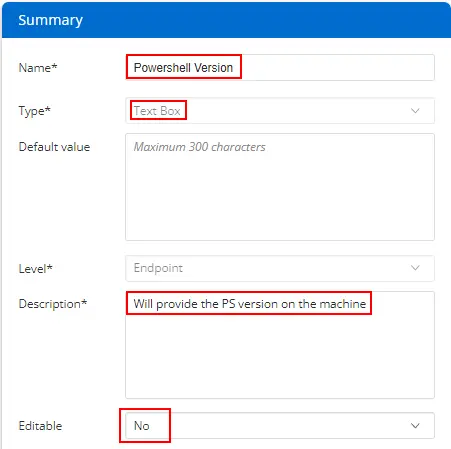 Summary
Name* Powershell Version
Type* Text Box
Default value Maximum 300 characters
Level* Endpoint
Description* Will provide the PS version on the machine
Editable No